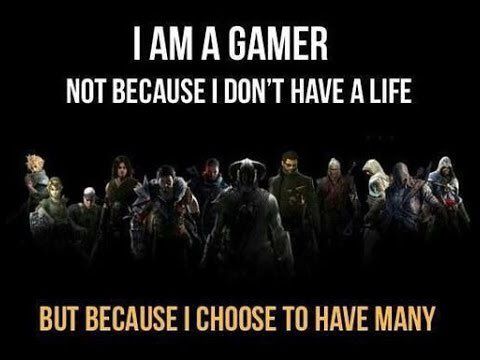 I AM A GAMER
NOT BECAUSE I DON'T HAVE A LIFE
BUT BECAUSE I CHOOSE TO HAVE MANY